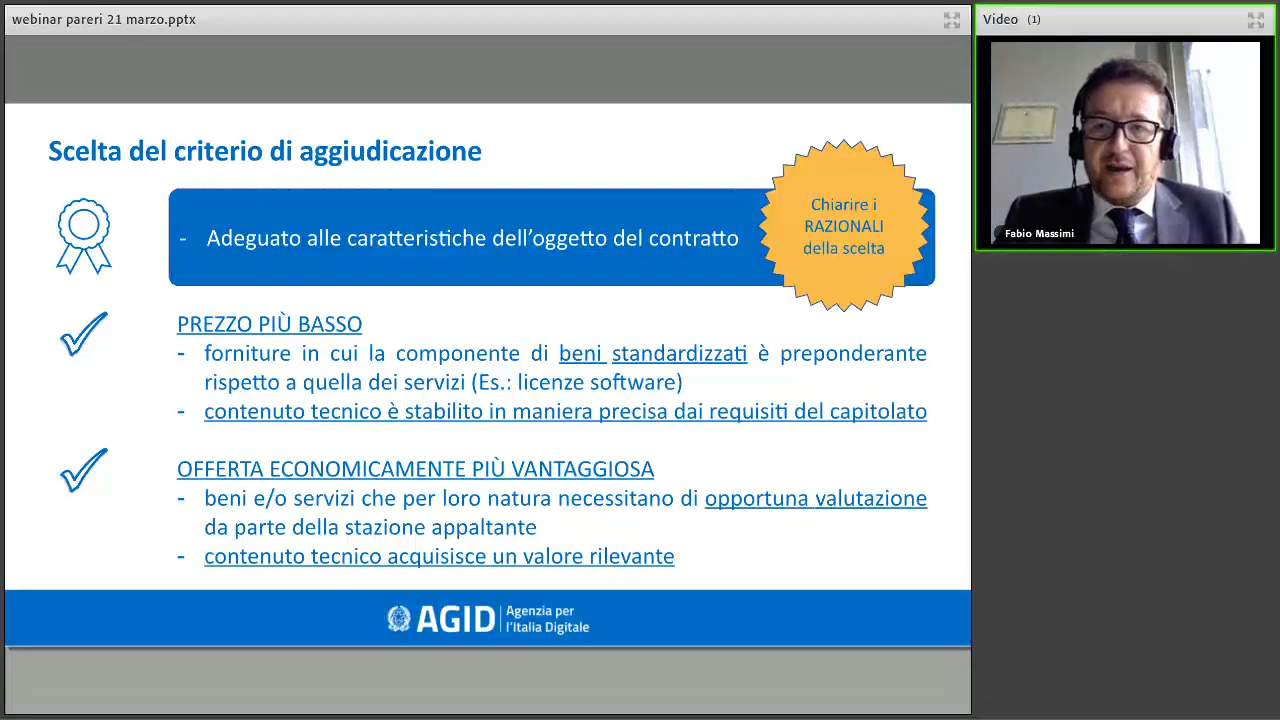 webinar pareri 21 marzo.pptx
Video (1)
Fabio Massimi
Scelta del criterio di aggiudicazione
- Adeguato alle caratteristiche dell'oggetto del contratto
Chiarire i
RAZIONALI
della scelta
PREZZO PIÙ BASSO
- forniture in cui la componente di beni standardizzati è preponderante
rispetto a quella dei servizi (Es.: licenze software)
- contenuto tecnico è stabilito in maniera precisa dai requisiti del capitolato
OFFERTA ECONOMICAMENTE PIÙ VANTAGGIOSA
- beni e/o servizi che per loro natura necessitano di opportuna valutazione
da parte della stazione appaltante
- contenuto tecnico acquisisce un valore rilevante
AGID
Agenzia per
l'Italia Digitale